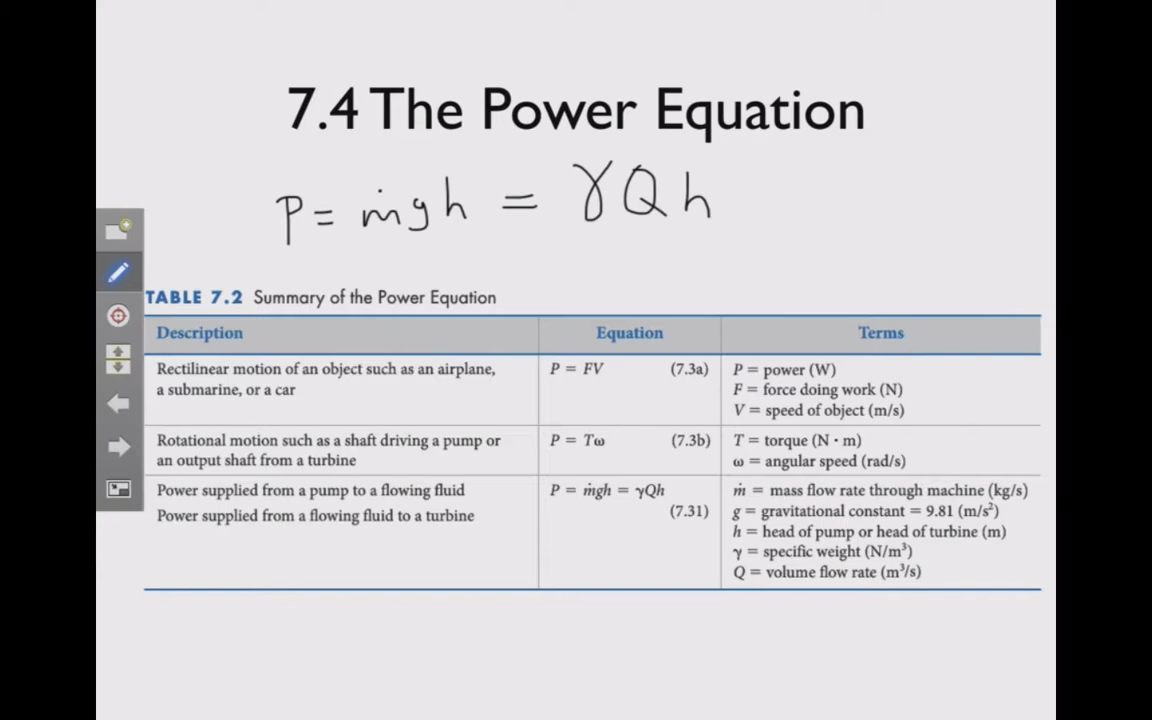 7.4 The Power Equation
P = ṁgh = γQh
TABLE 7.2 Summary of the Power Equation
Description Equation Terms
Rectilinear motion of an object such as an airplane,
a submarine, or a car
P = FV (7.3a)
P = power (W)
F = force doing work (N)
V = speed of object (m/s)
Rotational motion such as a shaft driving a pump or
an output shaft from a turbine
P = Tω (7.3b)
T = torque (N · m)
ω = angular speed (rad/s)
Power supplied from a pump to a flowing fluid
Power supplied from a flowing fluid to a turbine
P = ṁgh = γQh
(7.31)
ṁ = mass flow rate through machine (kg/s)
g = gravitational constant = 9.81 (m/s²)
h = head of pump or head of turbine (m)
γ = specific weight (N/m³)
Q = volume flow rate (m³/s)